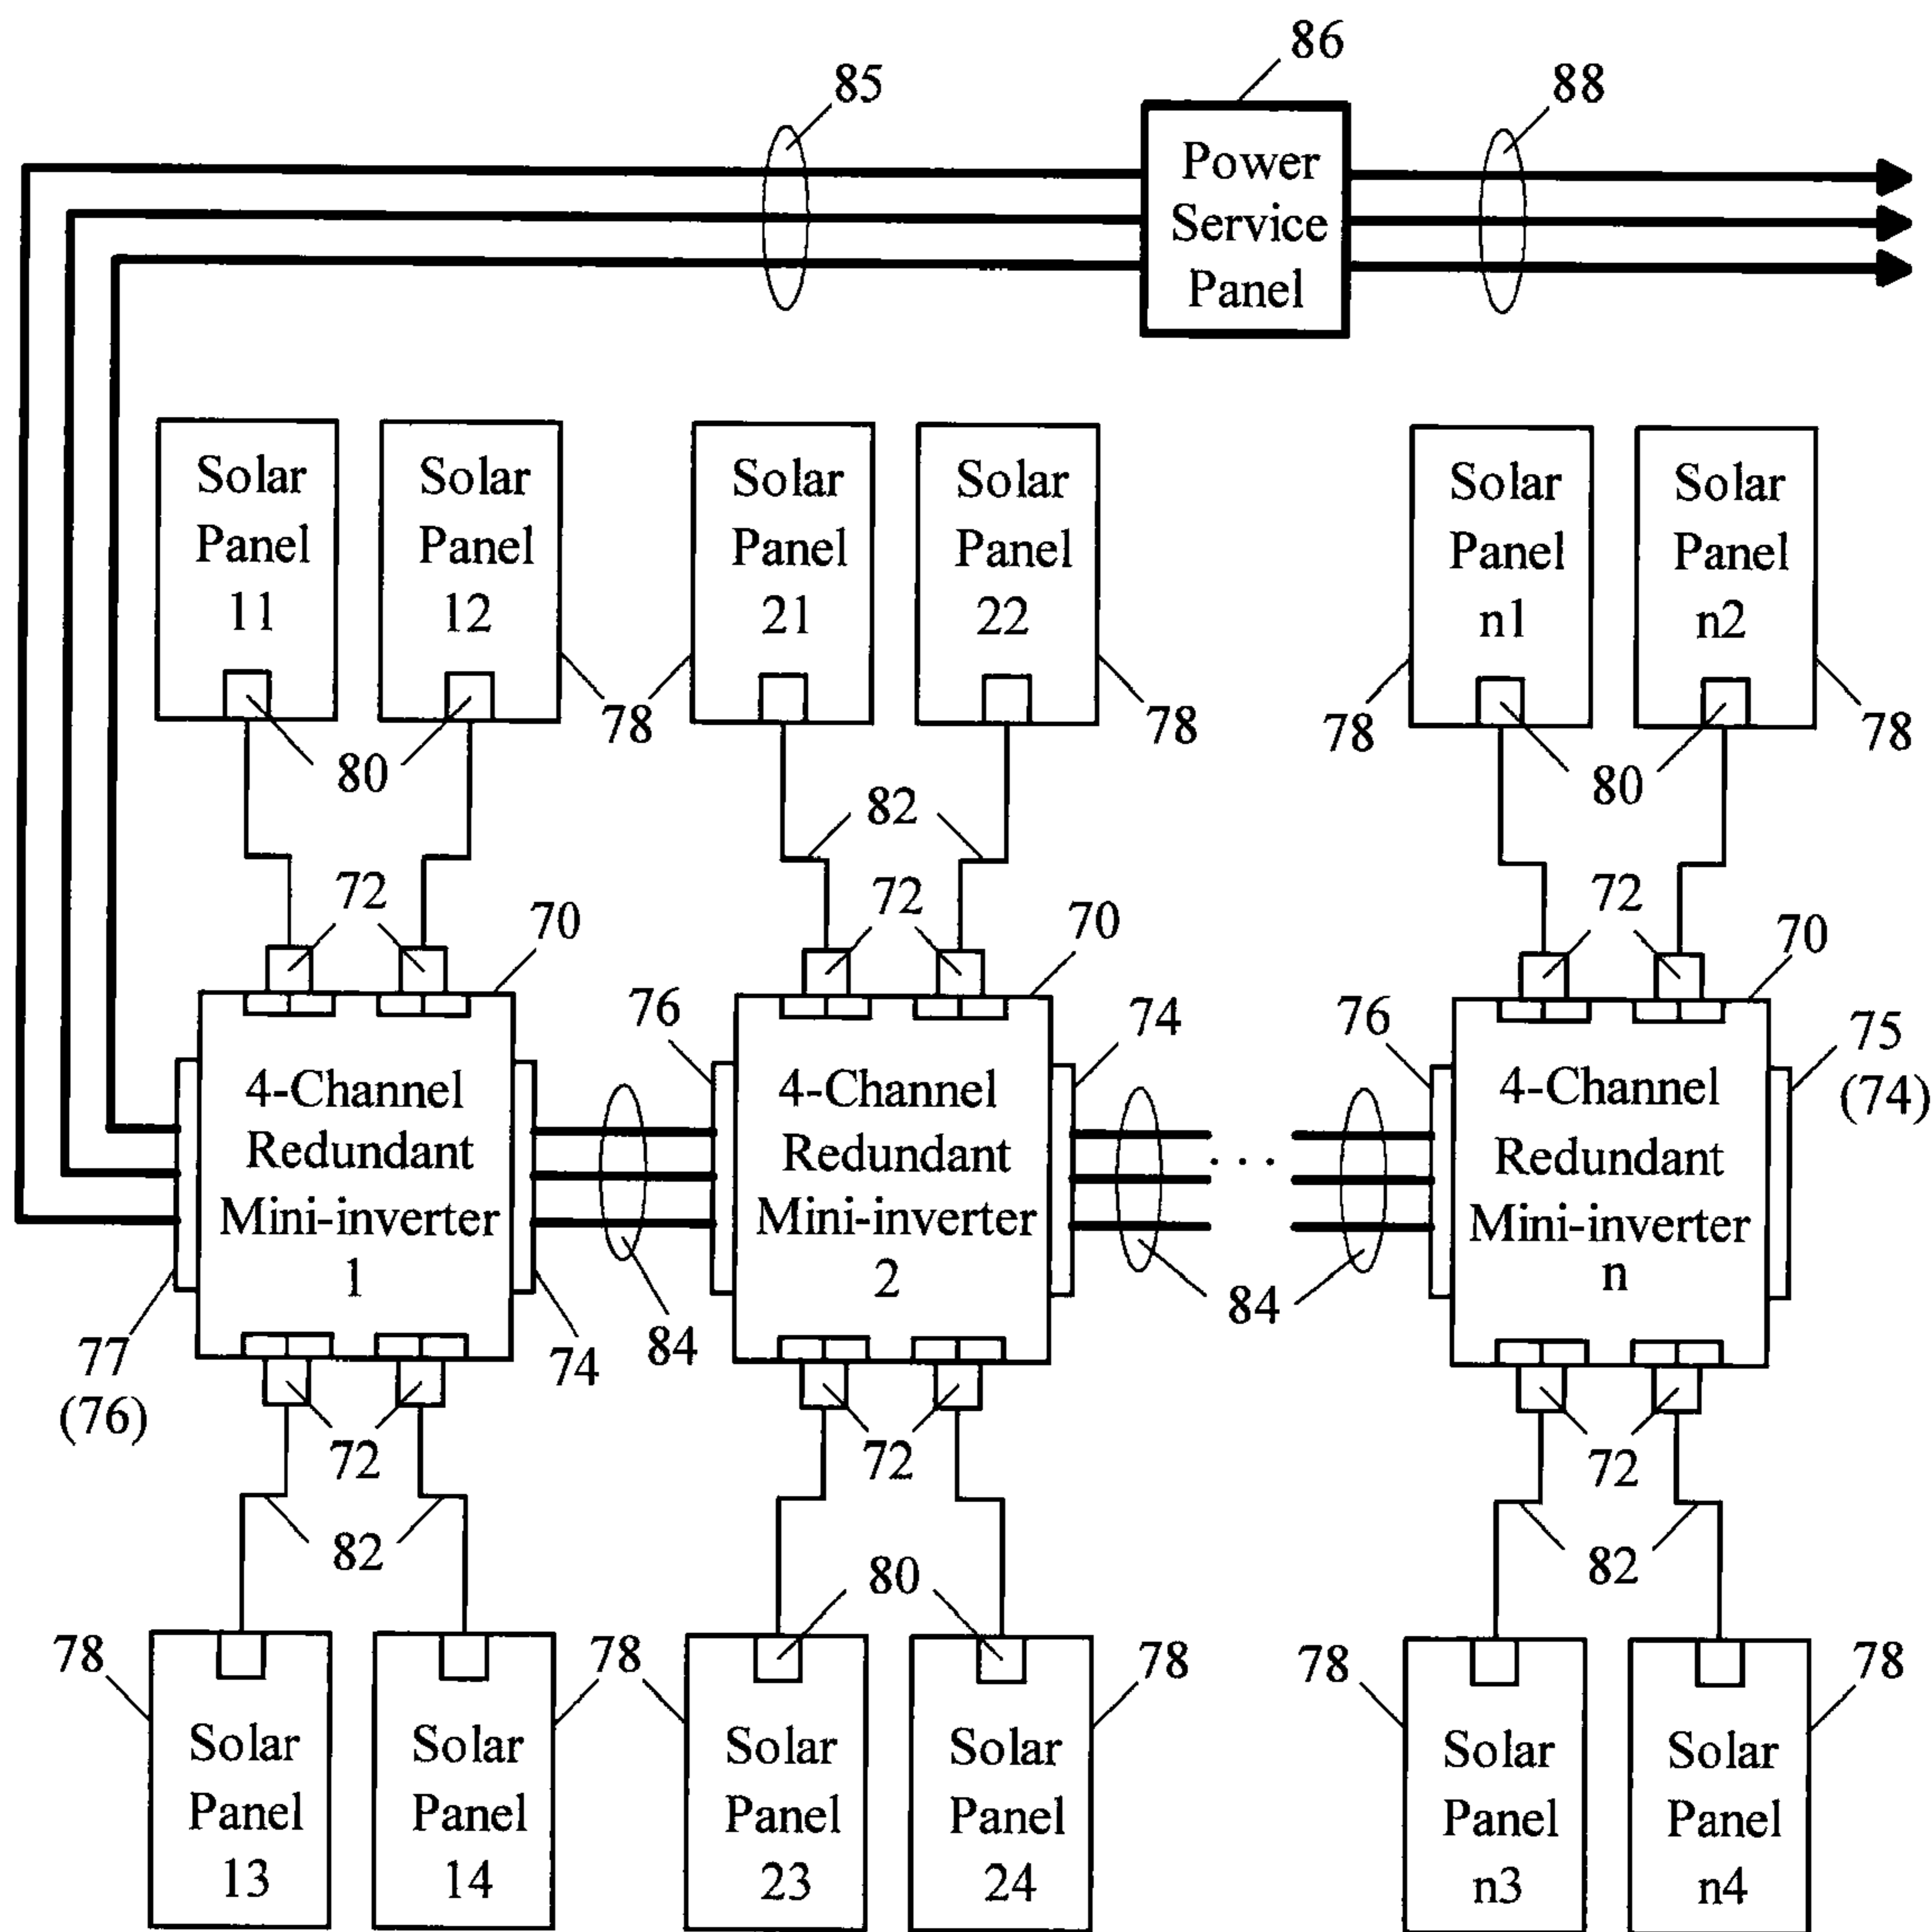 86
85
88
Power
Service
Panel
Solar
Panel
11
Solar
Panel
12
Solar
Panel
21
Solar
Panel
22
Solar
Panel
n1
Solar
Panel
n2
78
78
78
78
80
80
82
72
72
72
70
70
70
76
74
76
75
(74)
4-Channel
Redundant
Mini-inverter
1
4-Channel
Redundant
Mini-inverter
2
. . .
4-Channel
Redundant
Mini-inverter
n
77
(76)
74
84
84
72
72
72
82
80
82
78
78
78
78
78
Solar
Panel
13
Solar
Panel
14
Solar
Panel
23
Solar
Panel
24
Solar
Panel
n3
Solar
Panel
n4